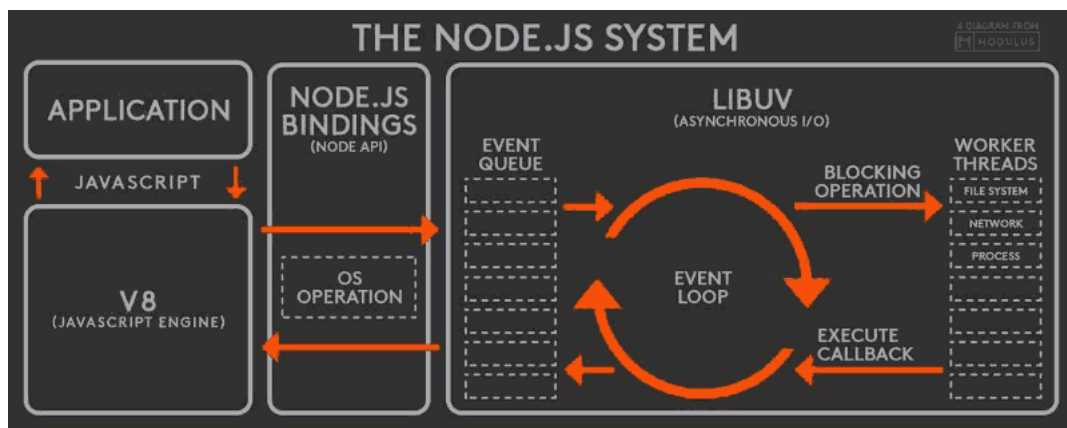 THE NODE.JS SYSTEM
A DIAGRAM FROM
MODULUS
APPLICATION
JAVASCRIPT
V8
(JAVASCRIPT ENGINE)
NODE.JS
BINDINGS
(NODE API)
OS
OPERATION
LIBUV
(ASYNCHRONOUS I/O)
EVENT
QUEUE
EVENT
LOOP
BLOCKING
OPERATION
EXECUTE
CALLBACK
WORKER
THREADS
FILE SYSTEM
NETWORK
PROCESS